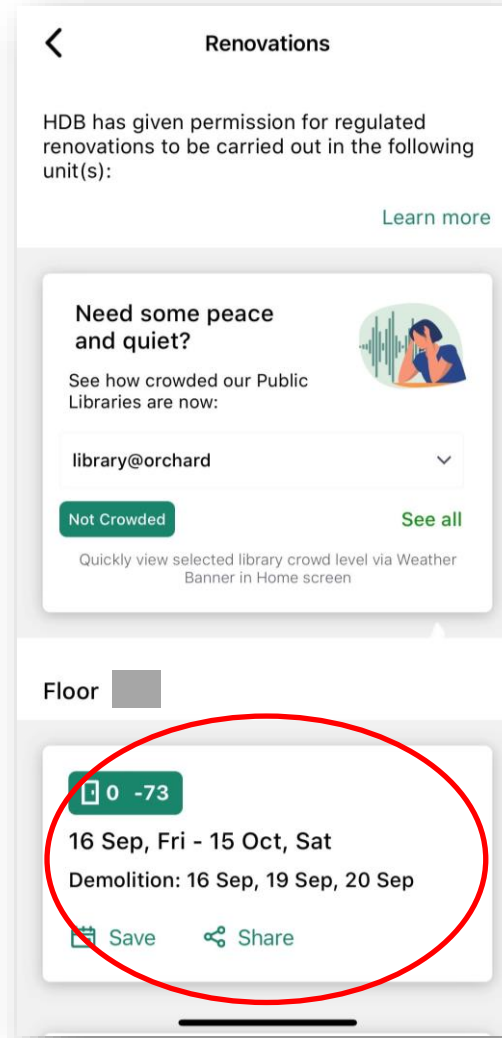 Renovations
HDB has given permission for regulated
renovations to be carried out in the following
unit(s):
Learn more
Need some peace
and quiet?
See how crowded our Public
Libraries are now:
library@orchard
Not Crowded
See all
Quickly view selected library crowd level via Weather
Banner in Home screen
Floor
0 -73
16 Sep, Fri - 15 Oct, Sat
Demolition: 16 Sep, 19 Sep, 20 Sep
Save
Share